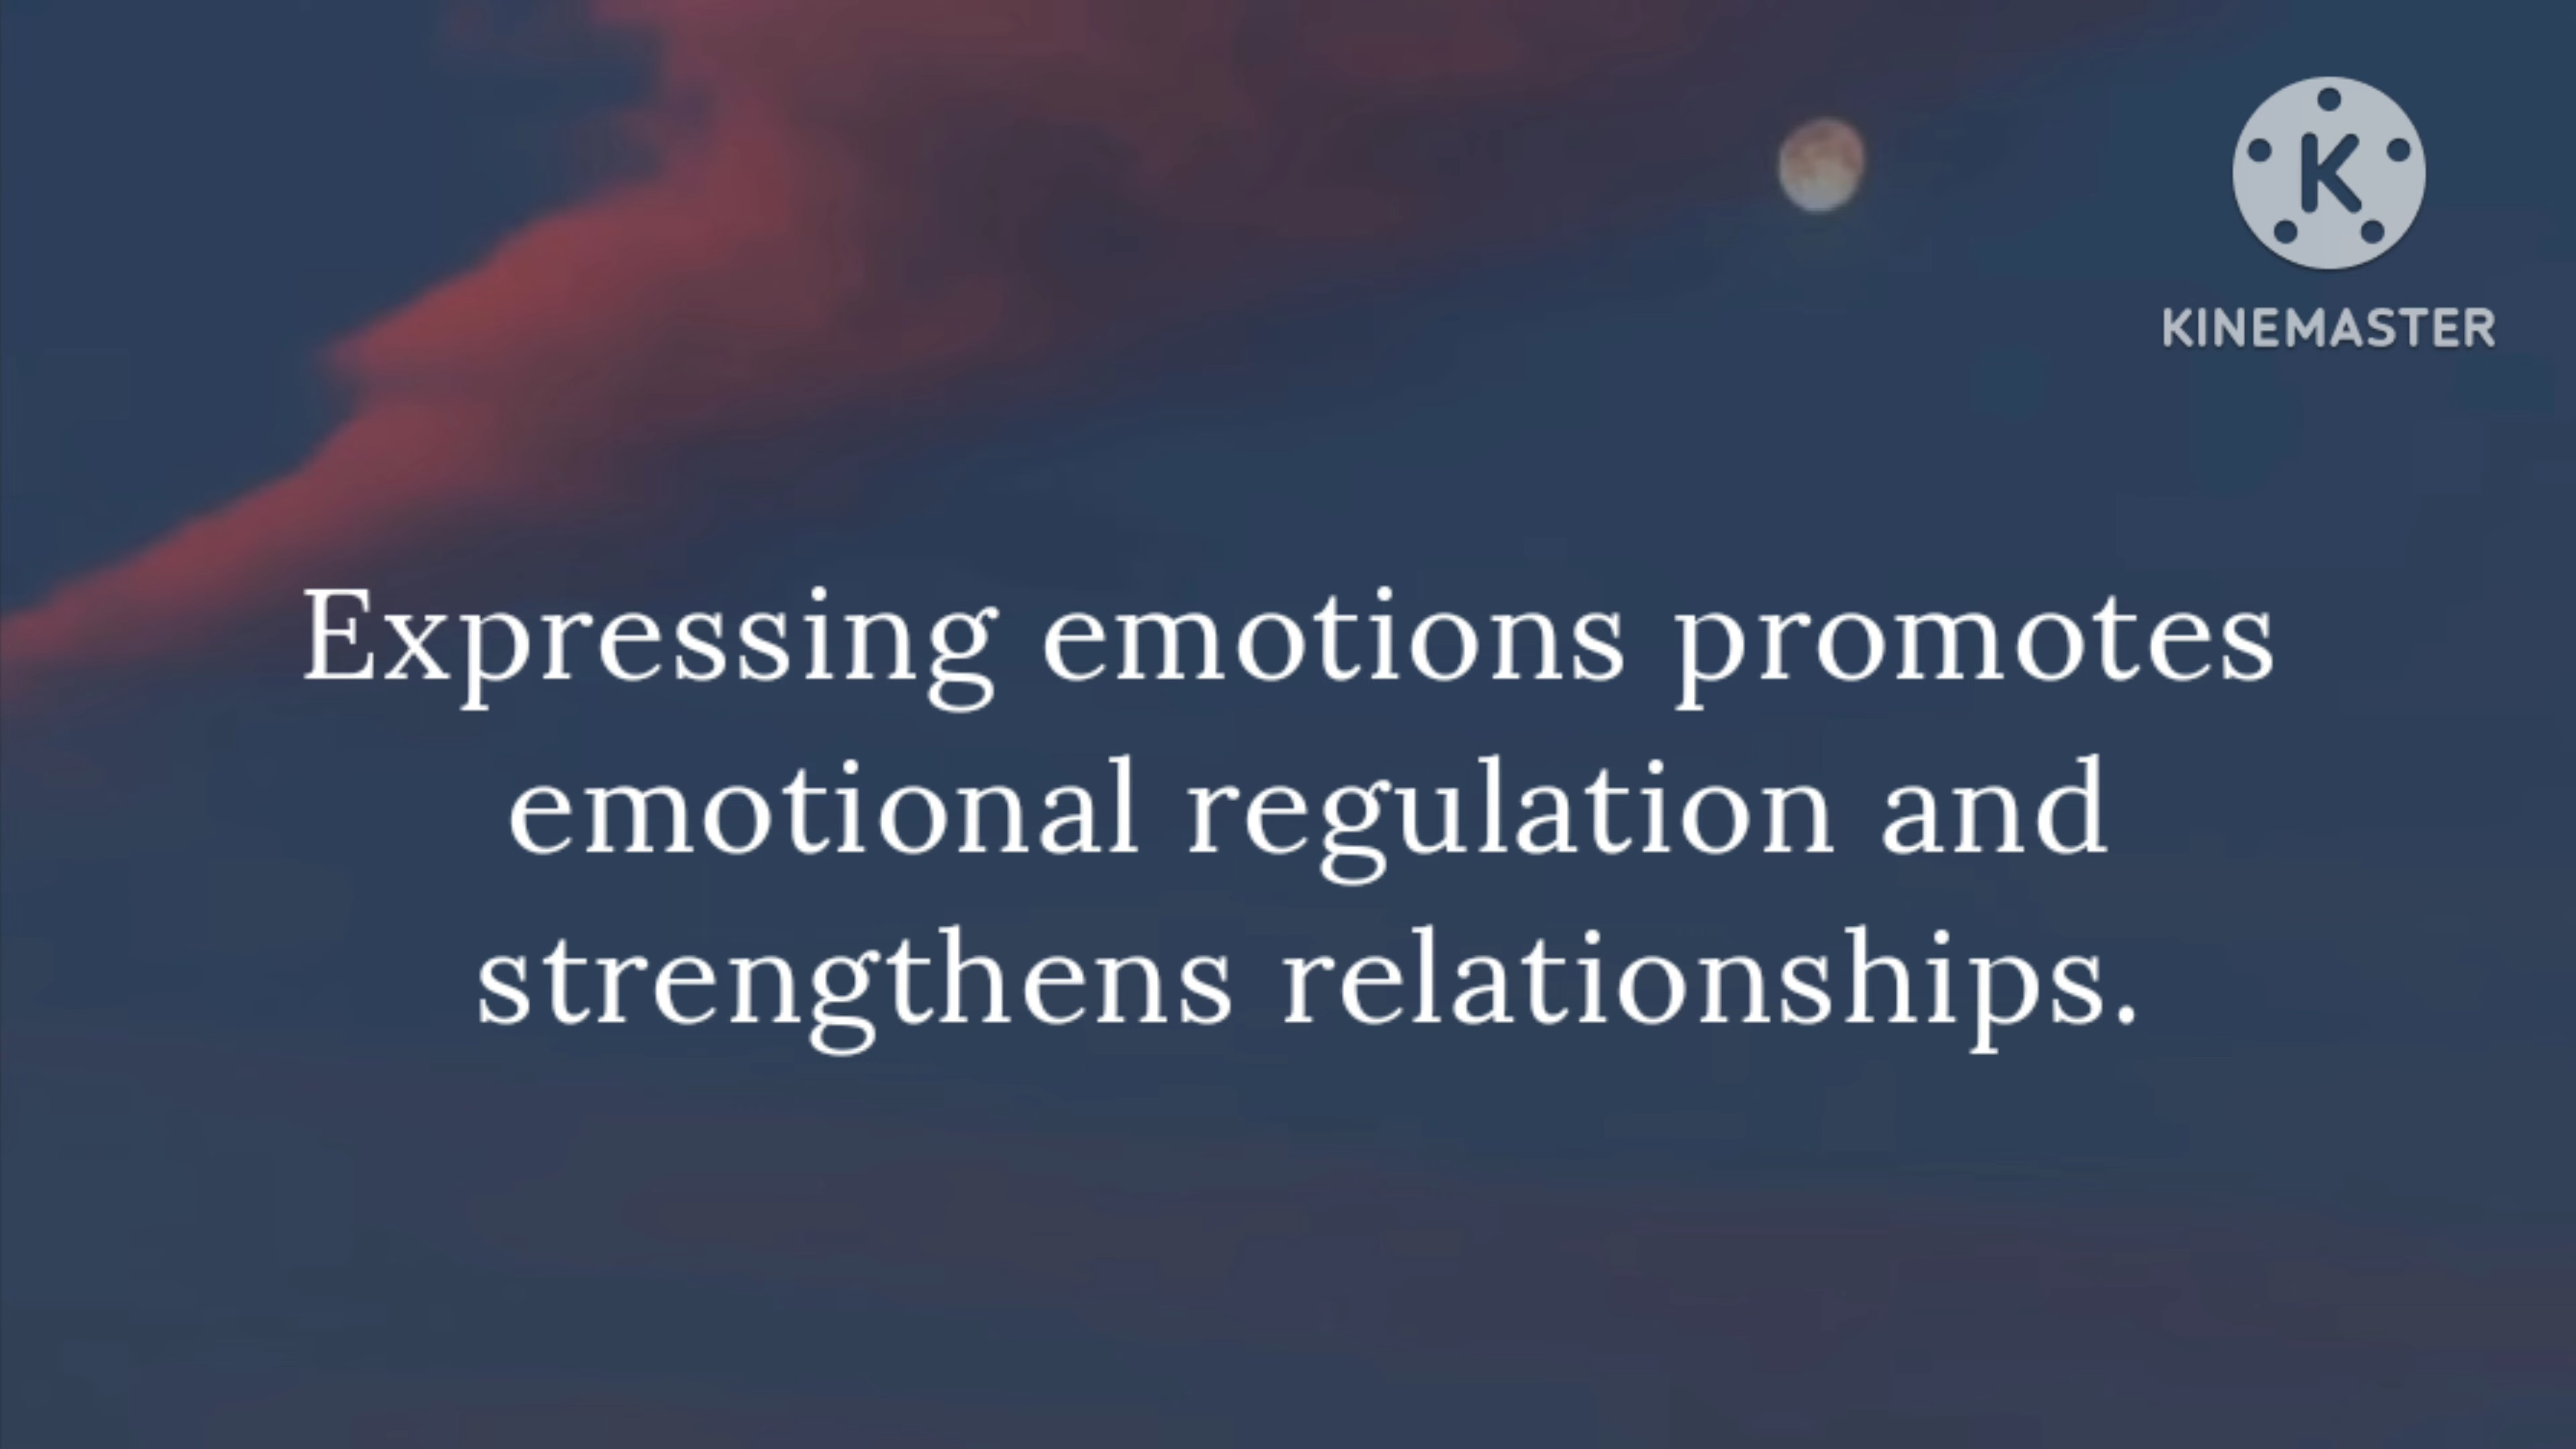 K
KINEMASTER
Expressing emotions promotes
emotional regulation and
strengthens relationships.